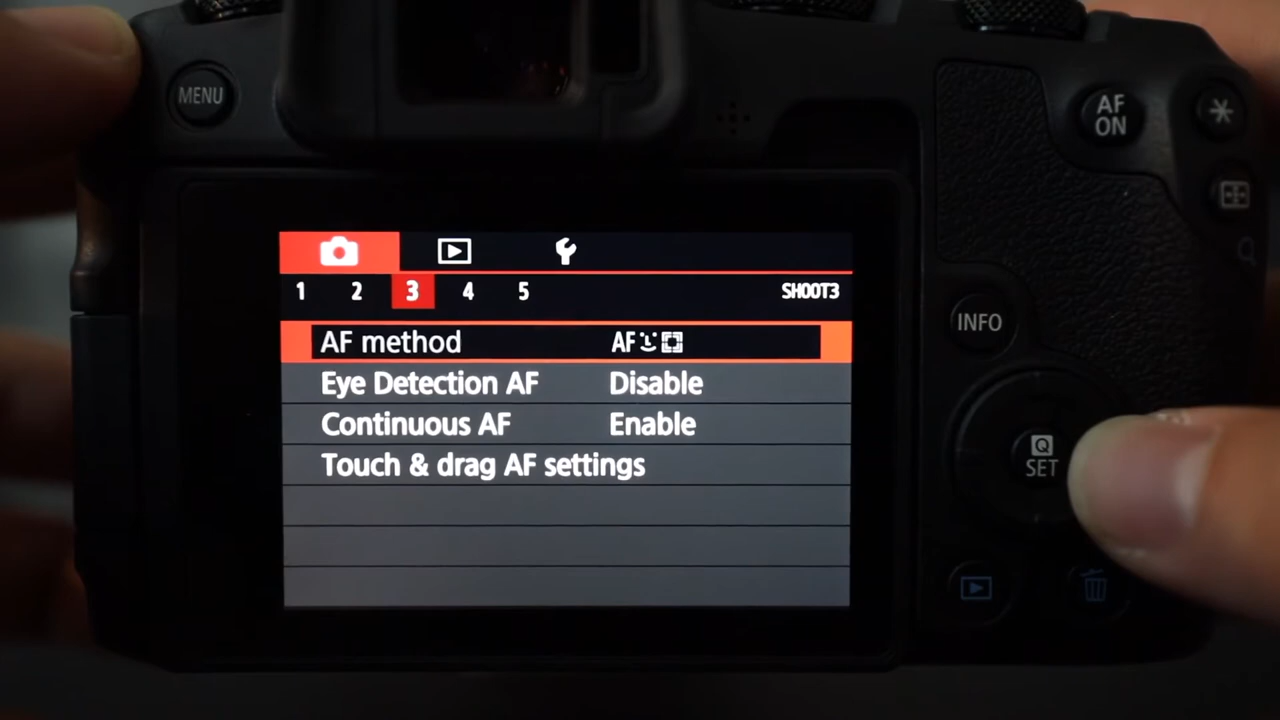 MENU
AF
ON
1 2 3 4 5 SHOOT3
AF method AF
Eye Detection AF Disable
Continuous AF Enable
Touch & drag AF settings
INFO
Q
SET